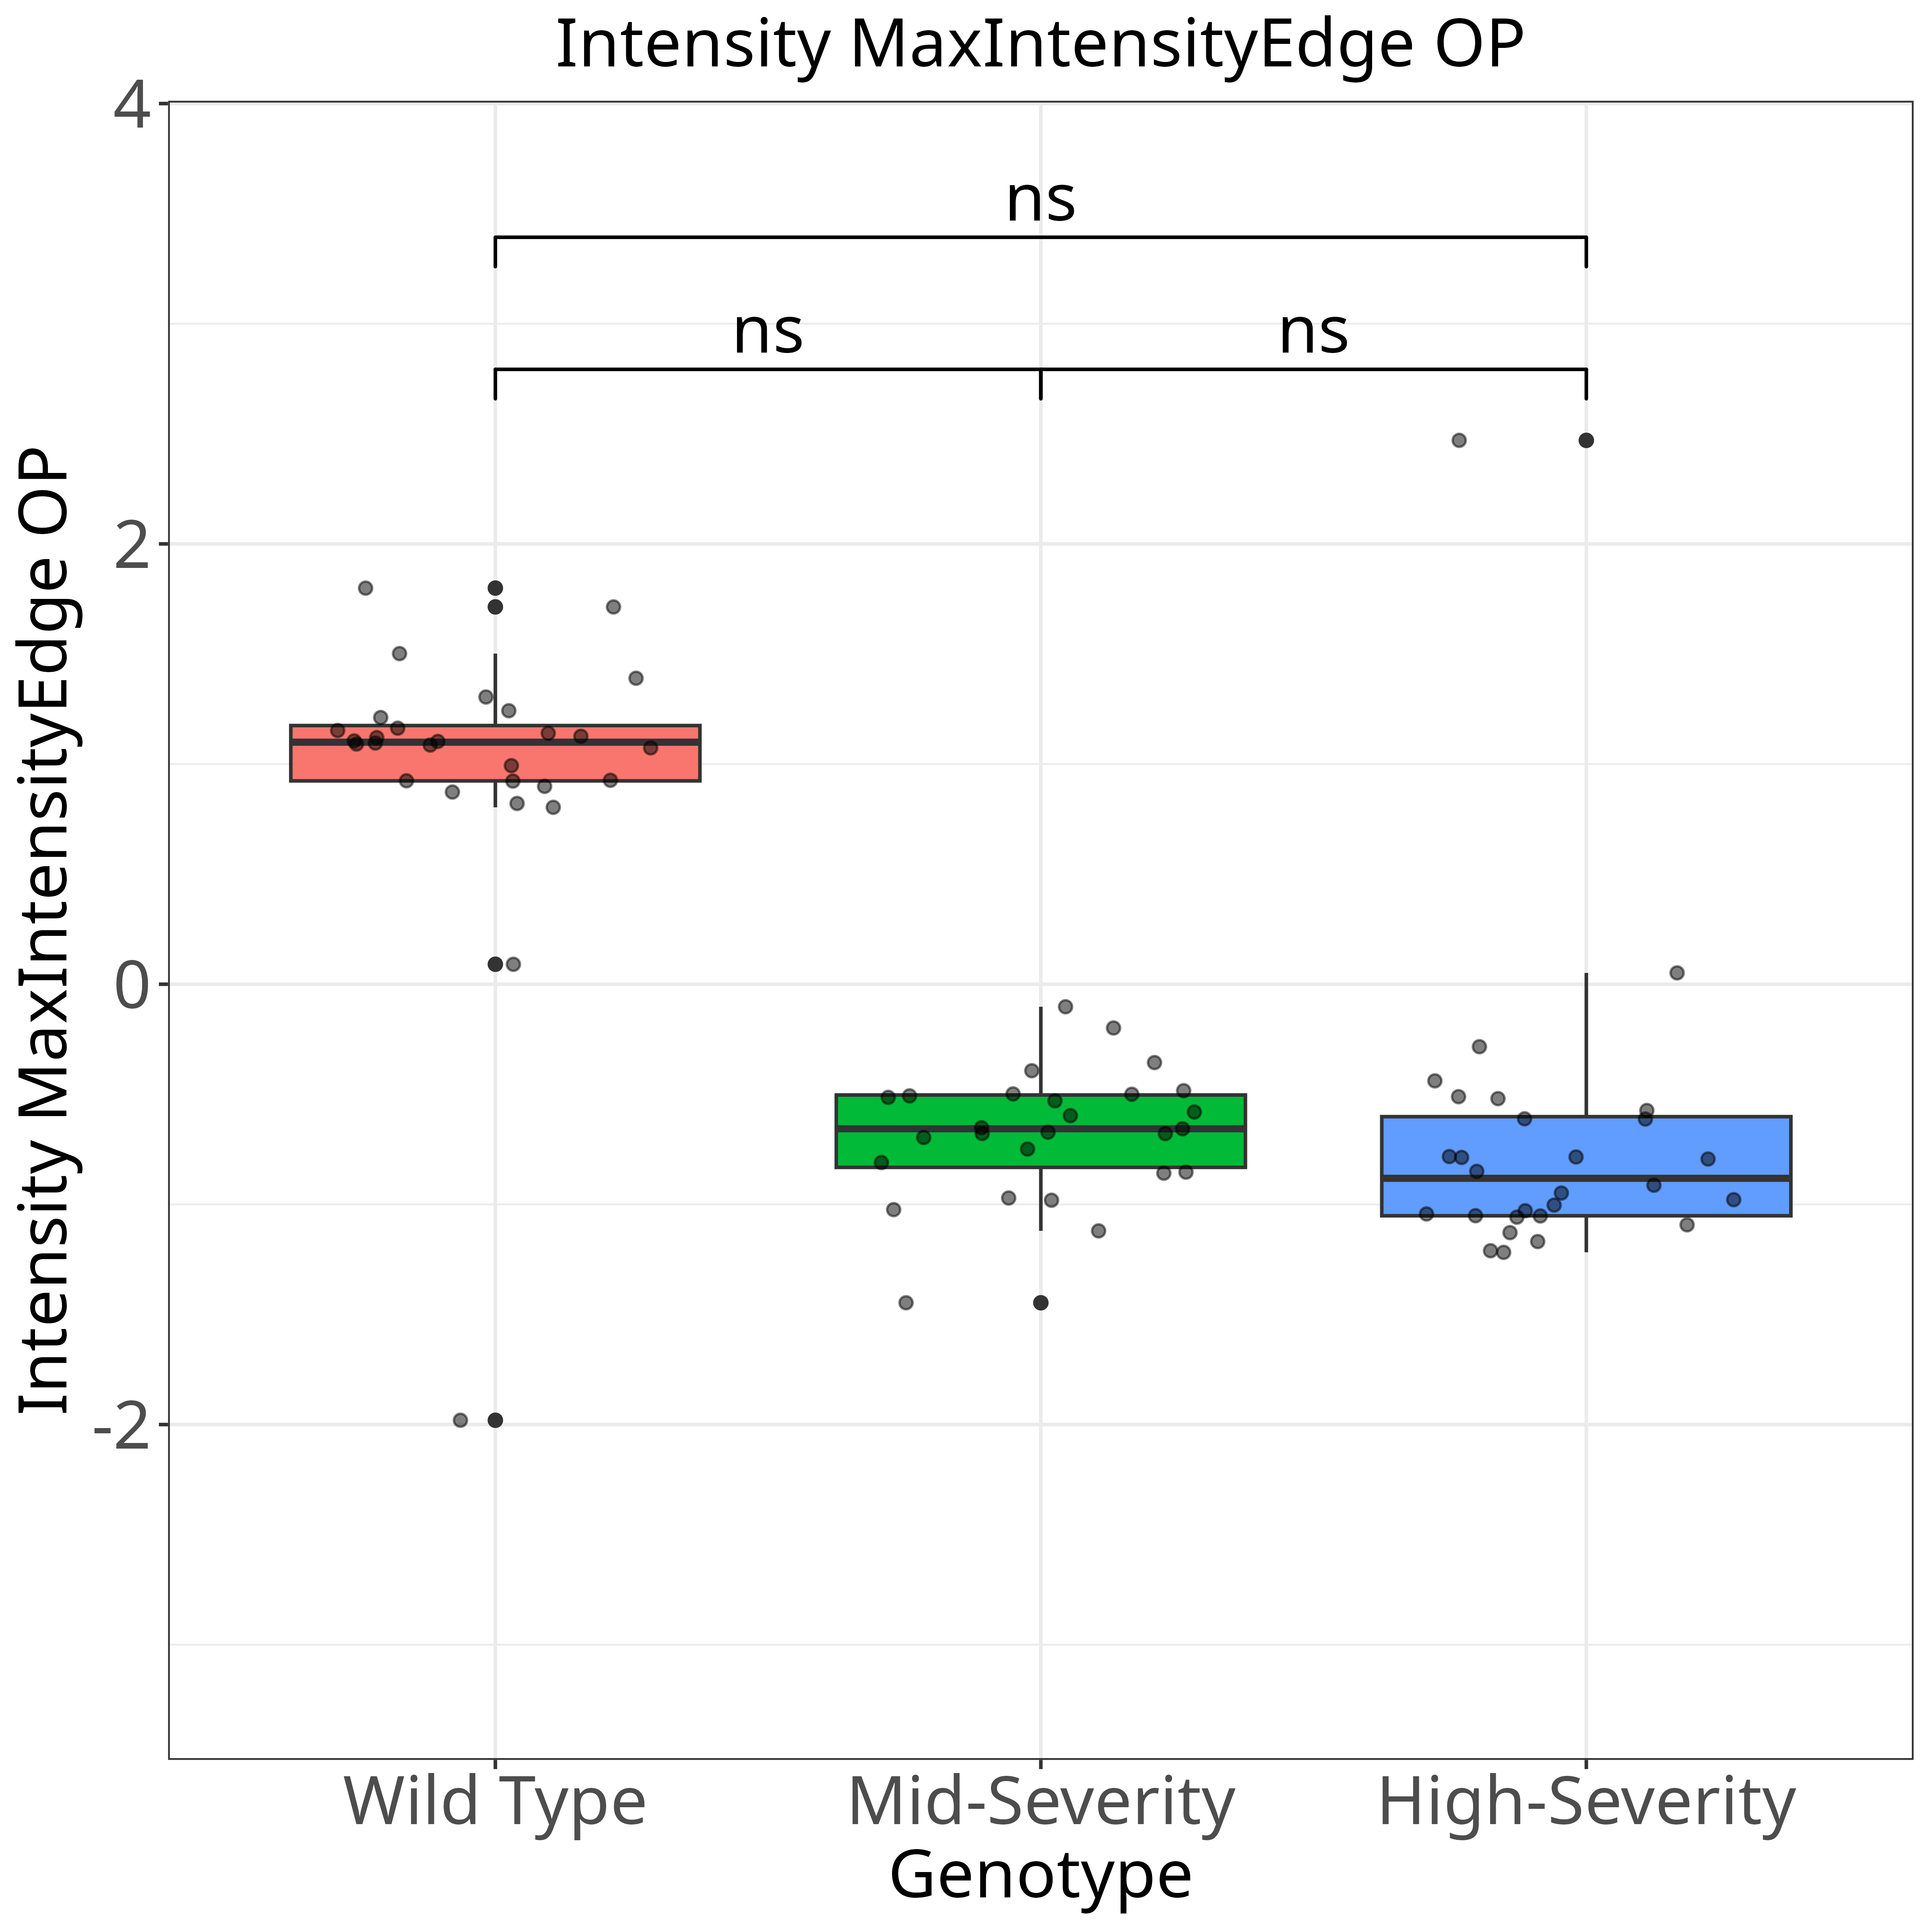 Intensity MaxIntensityEdge OP
Intensity MaxIntensityEdge OP
4
2
0
-2
ns
ns ns
Wild Type Mid-Severity High-Severity
Genotype